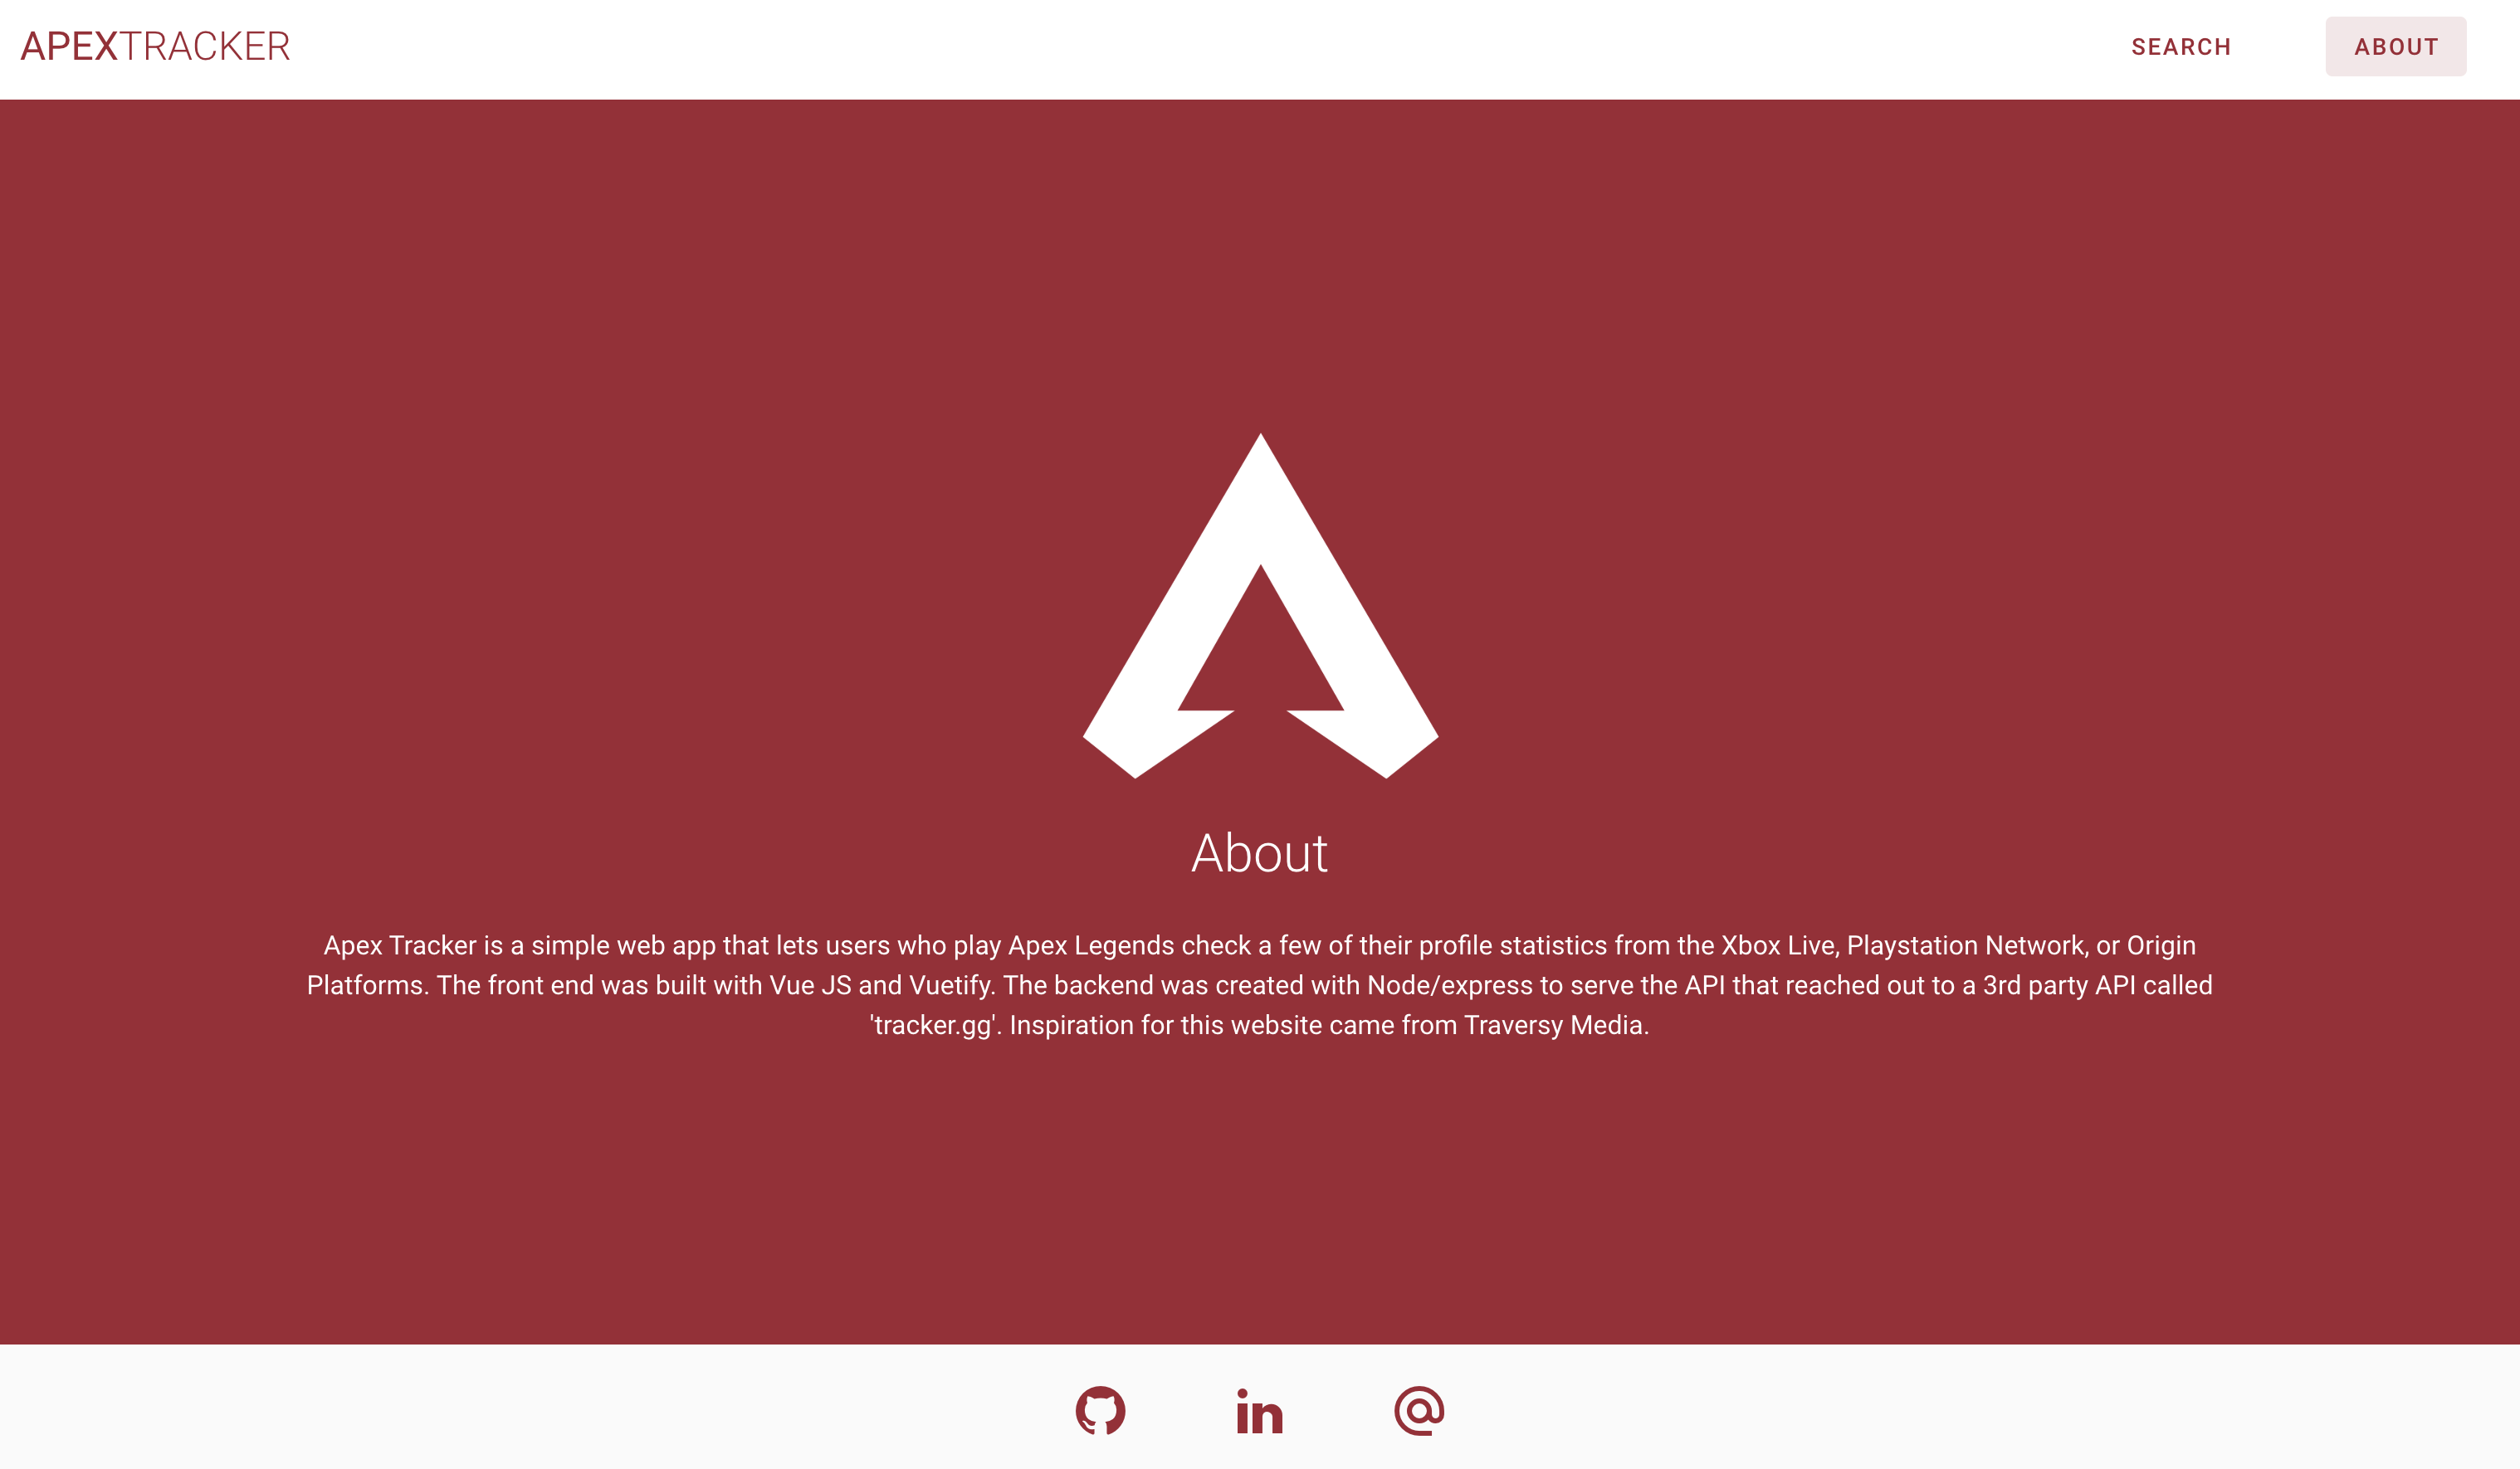 APEXTRACKER
SEARCH
ABOUT
About
Apex Tracker is a simple web app that lets users who play Apex Legends check a few of their profile statistics from the Xbox Live, Playstation Network, or Origin
Platforms. The front end was built with Vue JS and Vuetify. The backend was created with Node/express to serve the API that reached out to a 3rd party API called
'tracker.gg'. Inspiration for this website came from Traversy Media.